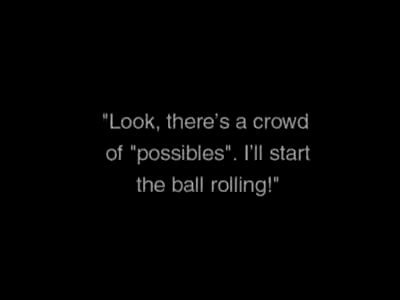 "Look, there's a crowd
of "possibles". I'll start
the ball rolling!"